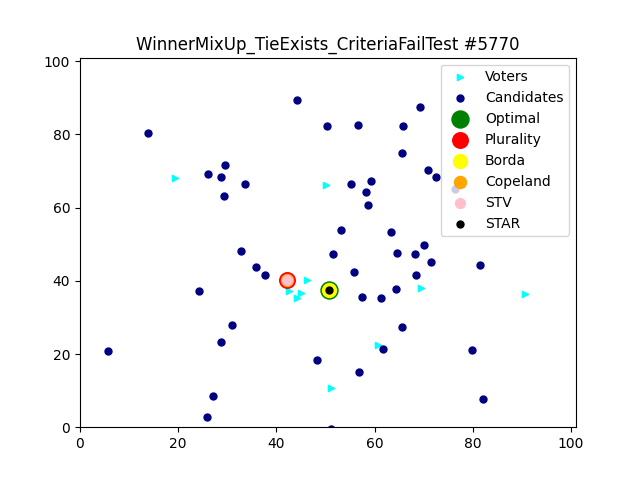 WinnerMixUp_TieExists_CriteriaFailTest #5770
100
80
60
40
20
0
0 20 40 60 80 100
Voters
Candidates
Optimal
Plurality
Borda
Copeland
STV
STAR